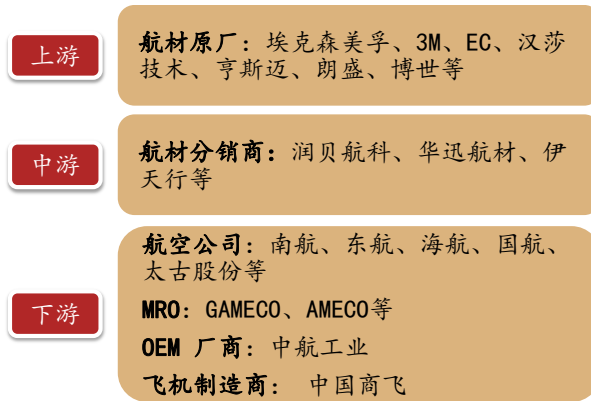 上游
航材原厂：埃克森美孚、3M、EC、汉莎
技术、亨斯迈、朗盛、博世等
中游
航材分销商：润贝航科、华迅航材、伊
天行等
下游
航空公司：南航、东航、海航、国航、
太古股份等
MRO：GAMECO、AMECO等
OEM 厂商：中航工业
飞机制造商： 中国商飞